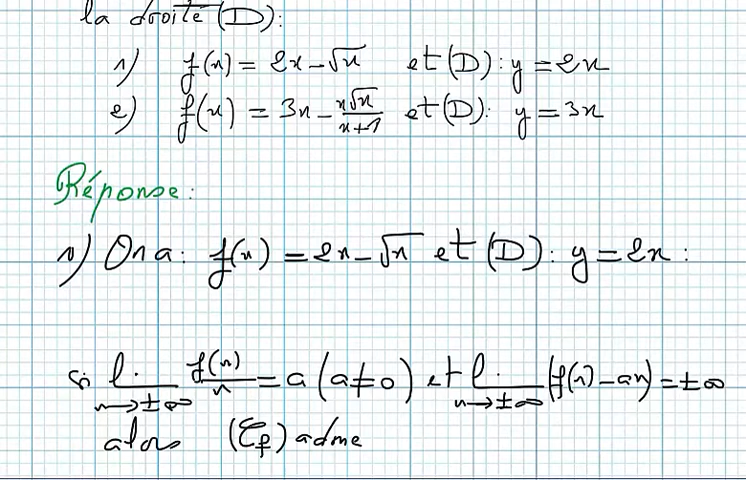 la droite (D):
1) f(x) = 2x - √x et (D): y = 2x
2) f(x) = 3x - x√x/x+1 et (D): y = 3x
Réponse:
1) On a: f(x) = 2x - √x et (D): y = 2x:
si lim x→±∞ f(x)/x = a (a≠0) et lim x→±∞ (f(x) - ax) = ±∞
alors (Cf) adme